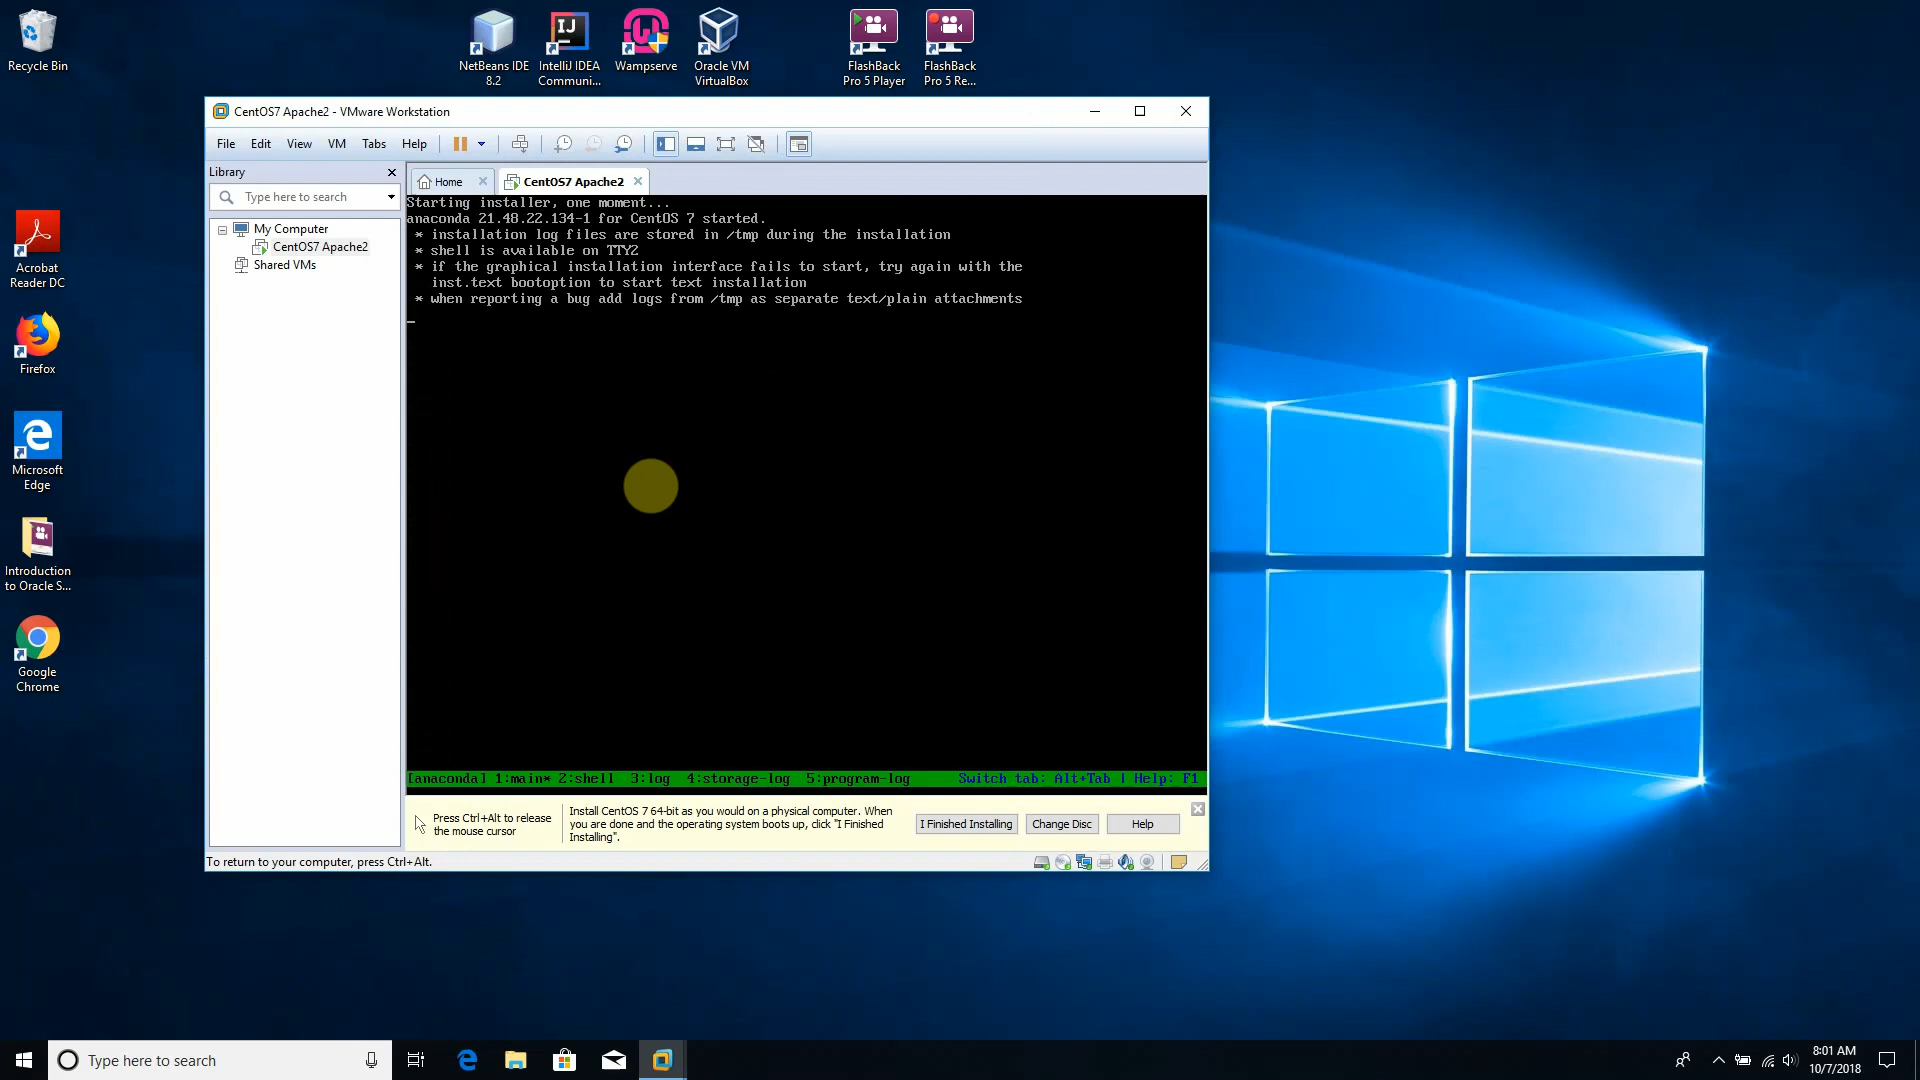 Recycle Bin
NetBeans IDE
8.2
IntelliJ IDEA
Communi...
Wampserve
Oracle VM
VirtualBox
FlashBack
Pro 5 Player
FlashBack
Pro 5 Re...
CentOS7 Apache2 - VMware Workstation
File Edit View VM Tabs Help
Library
Type here to search
My Computer
CentOS7 Apache2
Shared VMs
Home
CentOS7 Apache2
Starting installer, one moment...
anaconda 21.48.22.134-1 for CentOS 7 started.
* installation log files are stored in /tmp during the installation
* shell is available on TTY2
* if the graphical installation interface fails to start, try again with the
inst.text bootoption to start text installation
* when reporting a bug add logs from /tmp as separate text/plain attachments
[anaconda] 1:main* 2:shell 3:log 4:storage-log 5:program-log Switch tab: Alt+Tab | Help: F1
Press Ctrl+Alt to release
the mouse cursor
Install CentOS 7 64-bit as you would on a physical computer. When
you are done and the operating system boots up, click "I Finished
Installing".
I Finished Installing
Change Disc
Help
To return to your computer, press Ctrl+Alt.
Acrobat
Reader DC
Firefox
Microsoft
Edge
Introduction
to Oracle S...
Google
Chrome
Type here to search
8:01 AM
10/7/2018